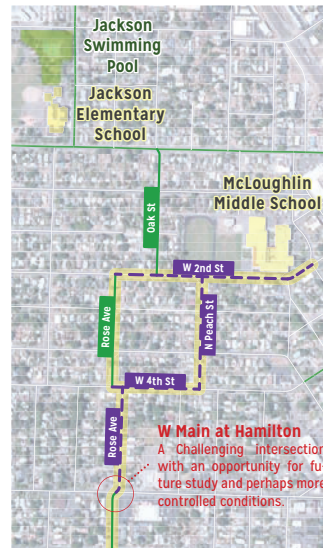 Jackson
Swimming
Pool
Jackson
Elementary
School
McLoughlin
Middle School
Oak St
W 2nd St
Rose Ave
N Peach St
W 4th St
Rose Ave
W Main at Hamilton
A Challenging intersection
with an opportunity for fu-
ture study and perhaps more
controlled conditions.